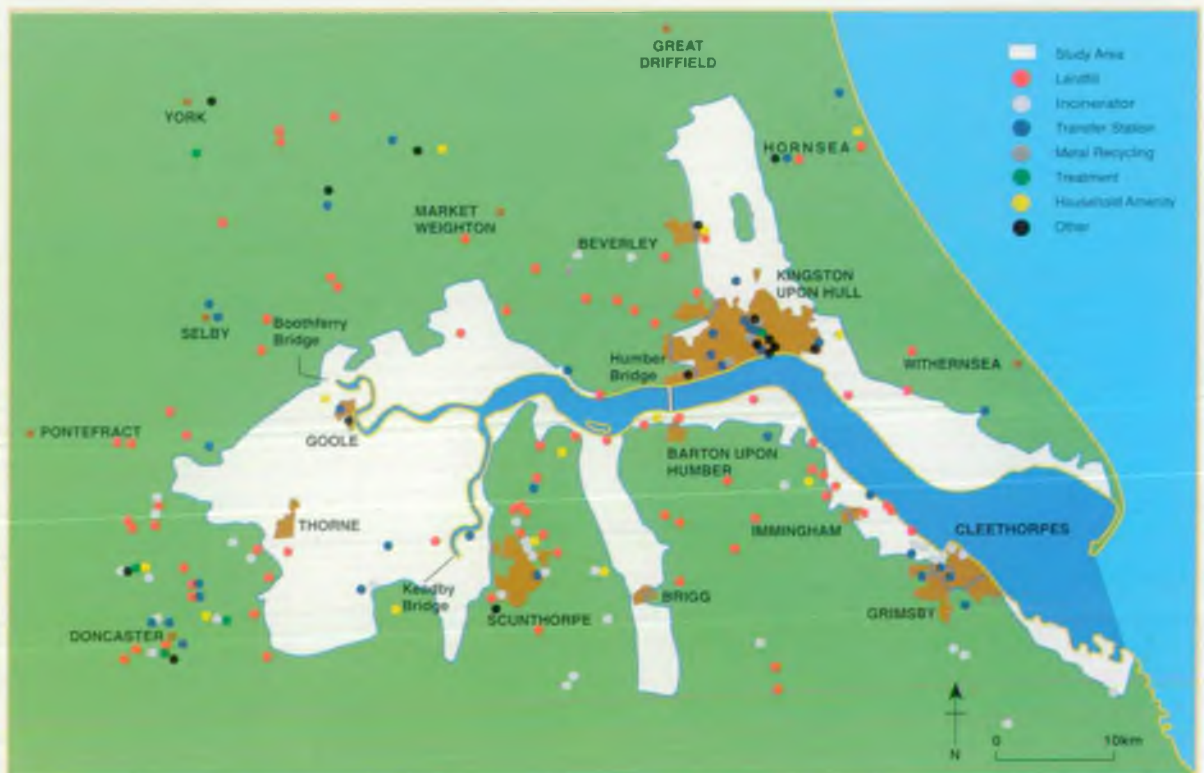 GREAT
DRIFFIELD
Study Area
Landfill
Incinerator
Transfer Station
Metal Recycling
Treatment
Household Amenity
Other
YORK
HORNSEA
MARKET
WEIGHTON
BEVERLEY
KINGSTON
UPON HULL
SELBY
Boothferry
Bridge
Humber
Bridge
WITHERNSEA
PONTEFRACT
GOOLE
BARTON UPON
HUMBER
THORNE
IMMINGHAM
CLEETHORPES
Keadby
Bridge
BRIGG
SCUNTHORPE
GRIMSBY
DONCASTER
N
0
10km